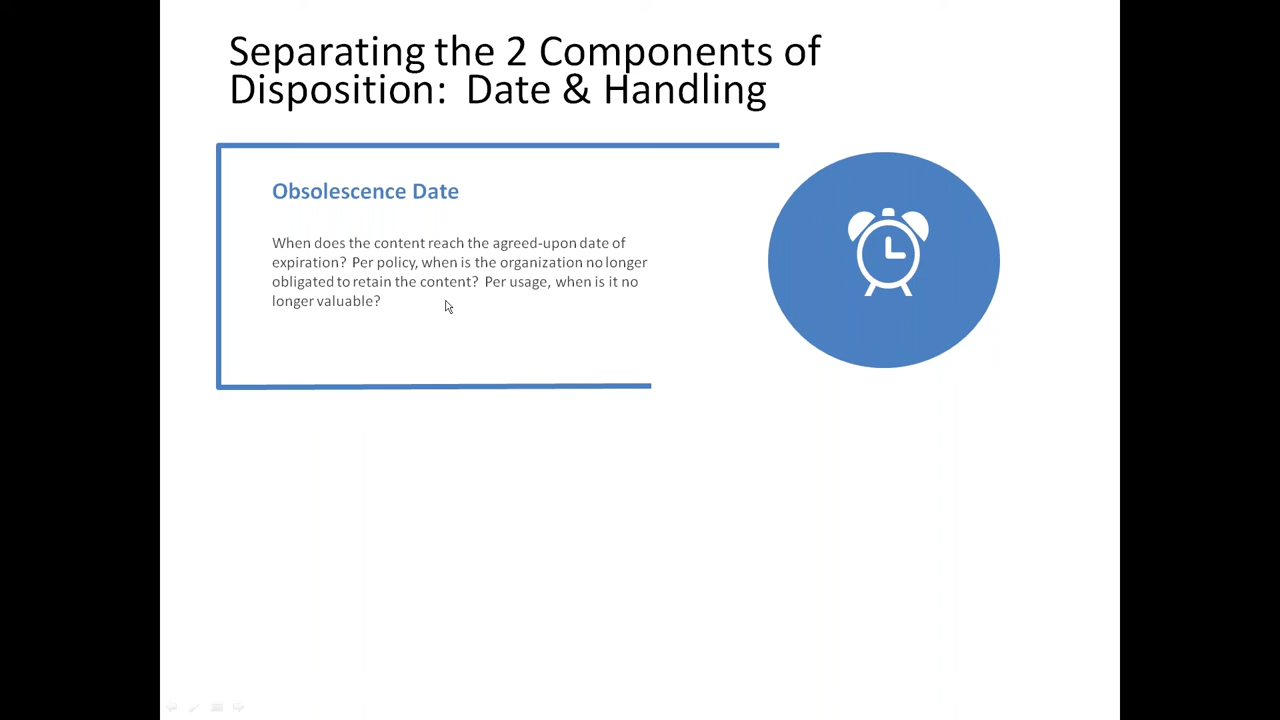 Separating the 2 Components of
Disposition: Date & Handling
Obsolescence Date
When does the content reach the agreed-upon date of
expiration? Per policy, when is the organization no longer
obligated to retain the content? Per usage, when is it no
longer valuable?